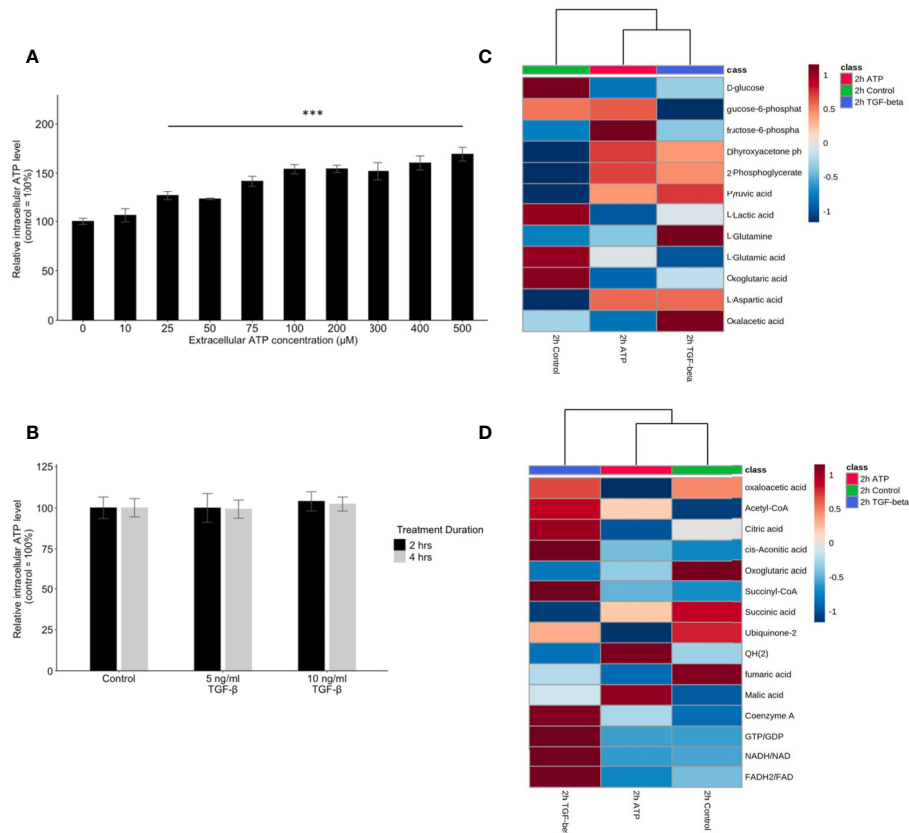 A
Relative intracellular ATP level
(control = 100%)
200
150
100
50
0
***
0 10 25 50 75 100 200 300 400 500
Extracellular ATP concentration (µM)
B
Relative intracellular ATP level
(control = 100%)
125
100
75
50
25
0
Control
5 ng/ml
TGF-β
10 ng/ml
TGF-β
Treatment Duration
2 hrs
4 hrs
C
cass
D-glucose
gucose-6-phosphat
fructose-6-phospha
Dihyroxyacetone ph
2-Phosphoglycerate
Pyruvic acid
L-Lactic acid
L-Glutamine
L-Glutamic acid
Oxoglutaric acid
L-Aspartic acid
Oxalacetic acid
2h Control
2h ATP
2h TGF-beta
1
0.5
0
-0.5
-1
class
2h ATP
2h Control
2h TGF-beta
D
class
oxaloacetic acid
Acetyl-CoA
Citric acid
cis-Aconitic acid
Oxoglutaric acid
Succinyl-CoA
Succinic acid
Ubiquinone-2
QH(2)
fumaric acid
Malic acid
Coenzyme A
GTP/GDP
NADH/NAD
FADH2/FAD
2h TGF-be
2h ATP
2h Control
1
0.5
0
-0.5
-1
class
2h ATP
2h Control
2h TGF-beta